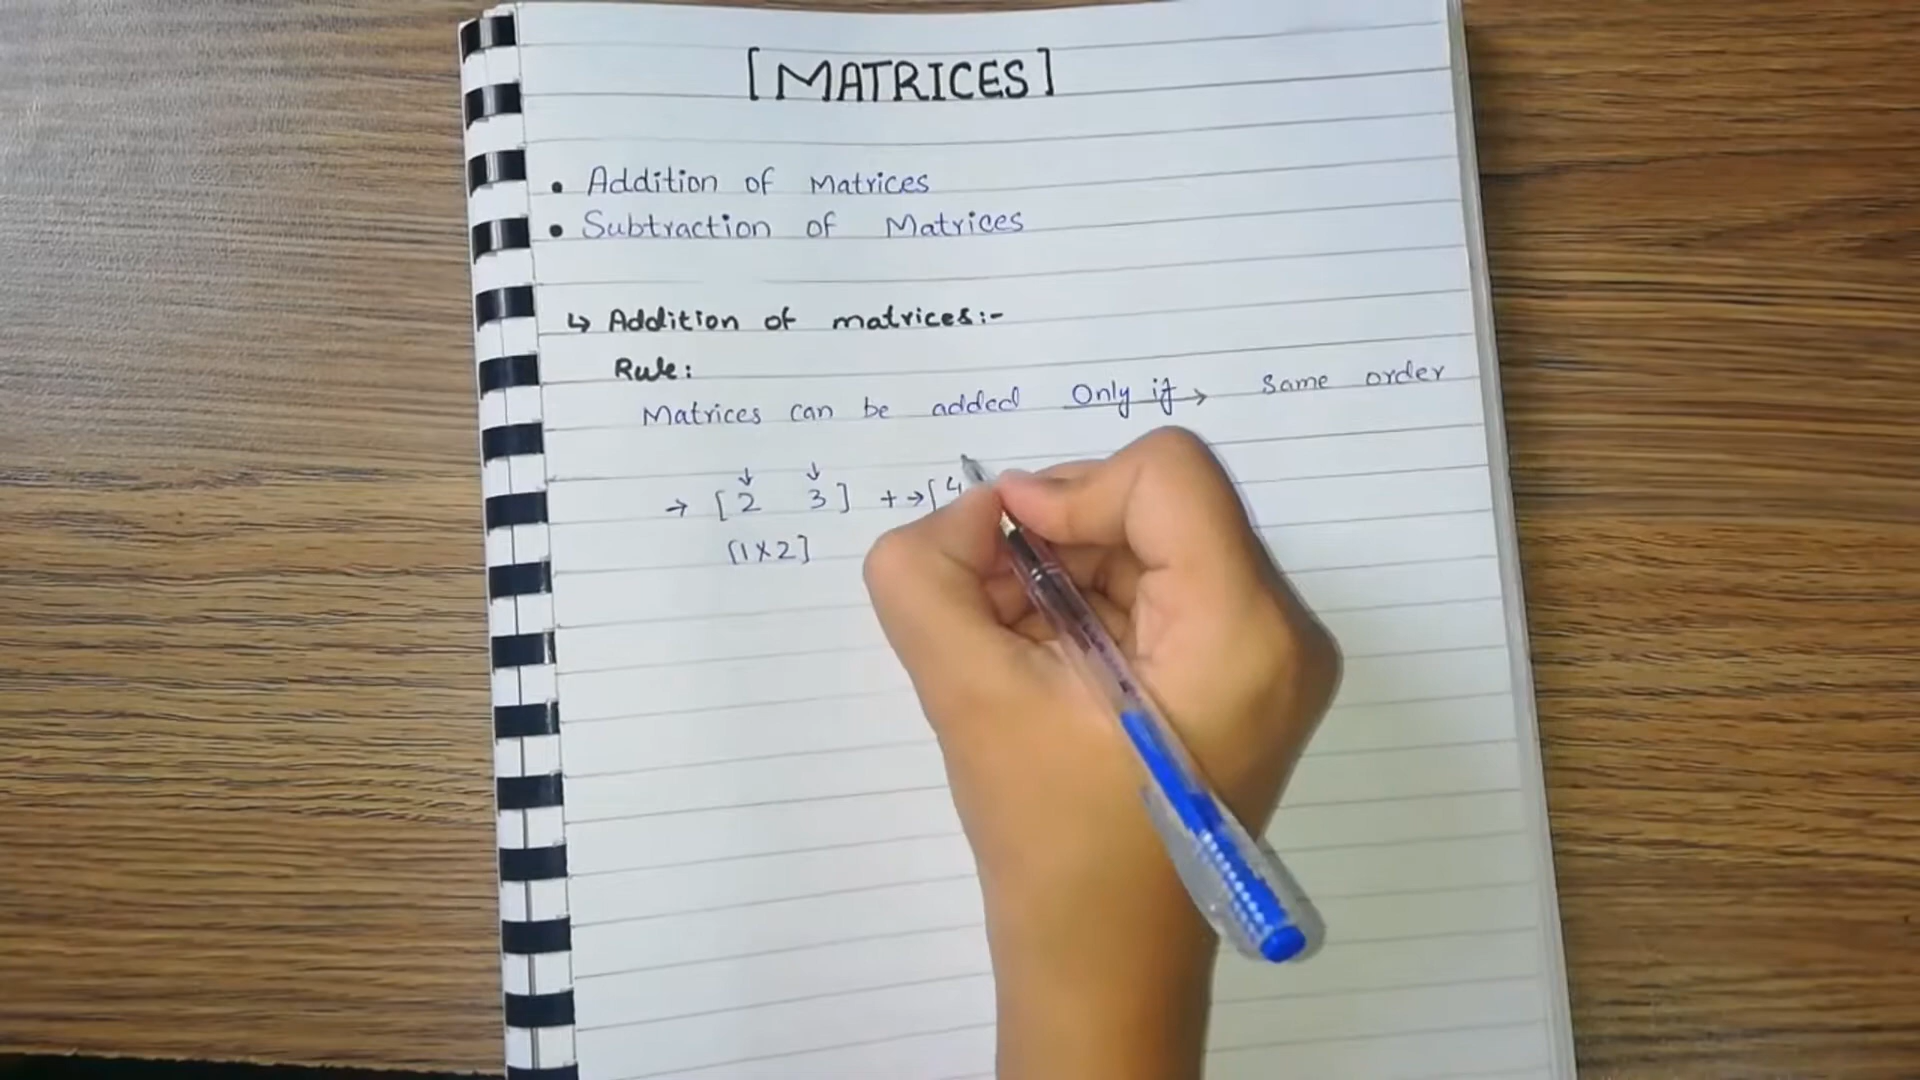 [MATRICES]
• Addition of Matrices
• Subtraction of Matrices
↳ Addition of matrices:-
Rule:
Matrices can be added Only if → Same order
↓ ↓
→ [2 3] + → [4
[1×2]